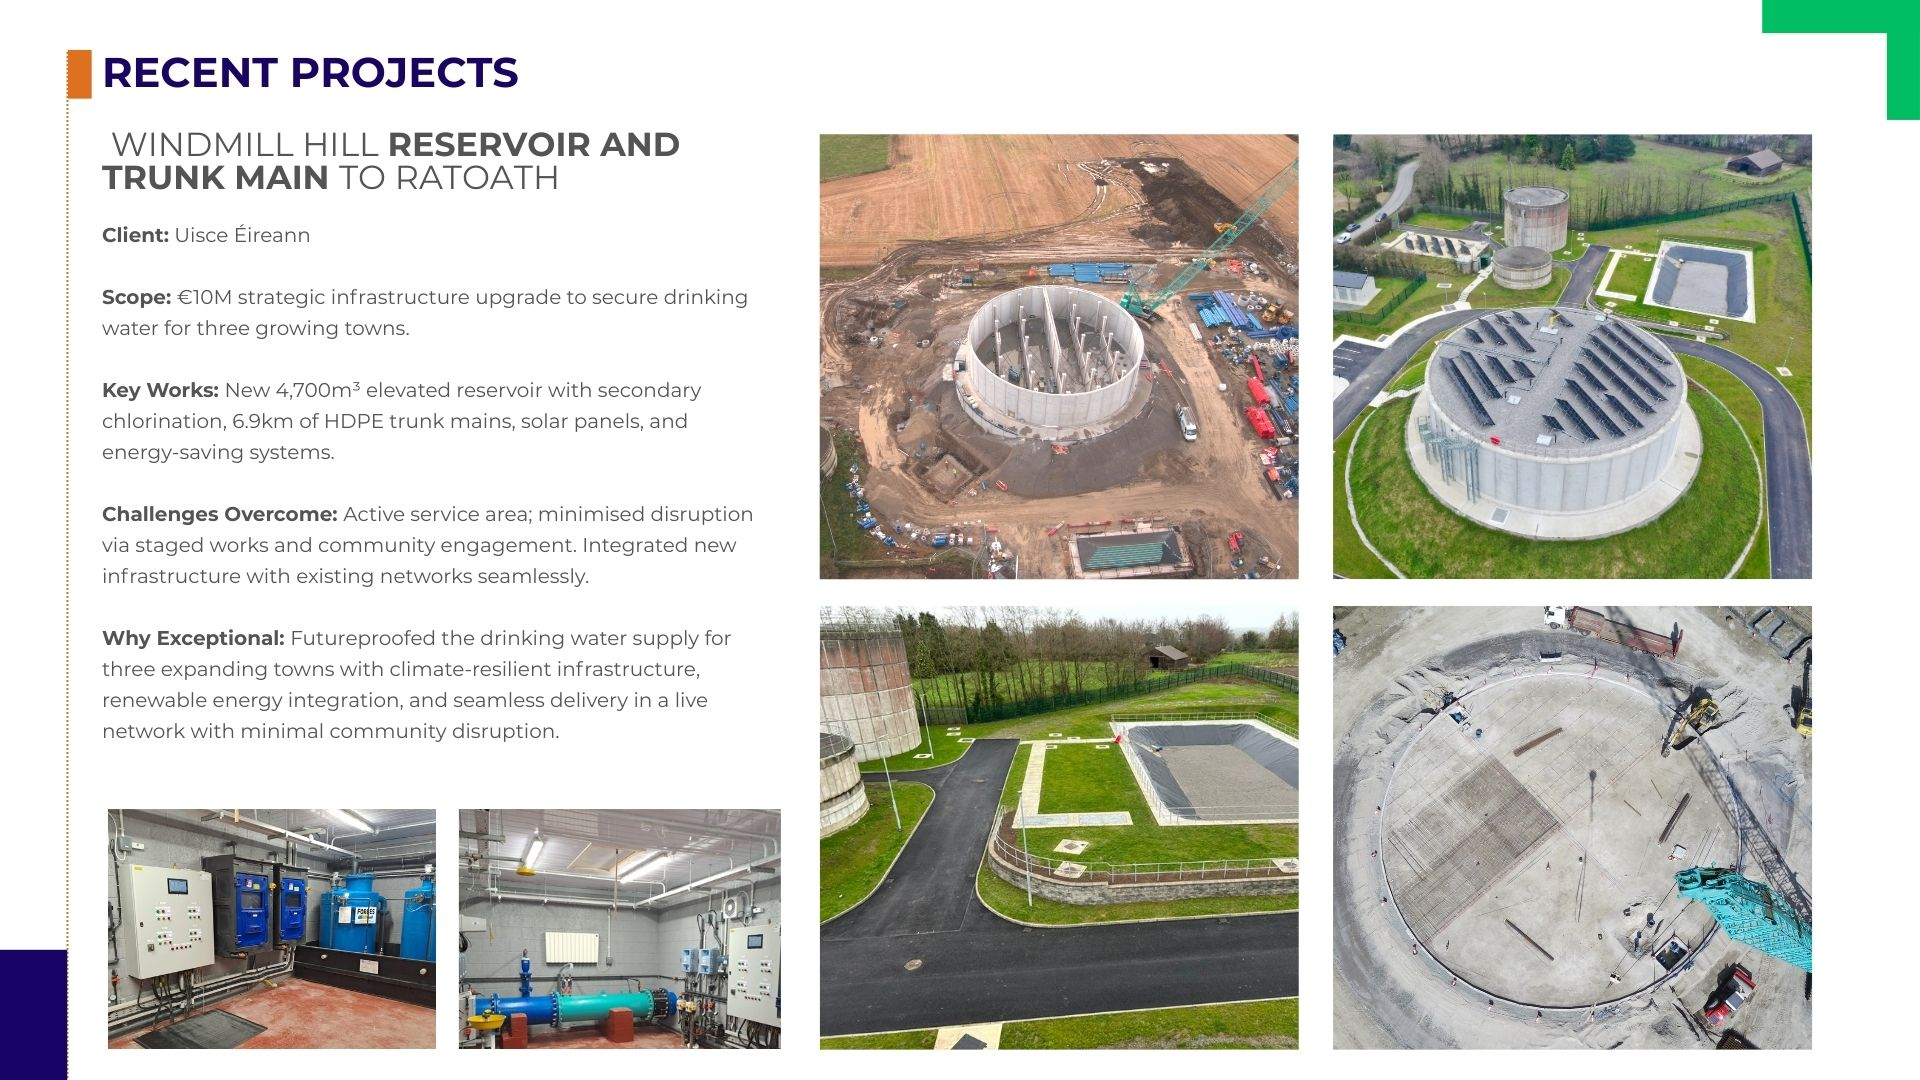 RECENT PROJECTS
WINDMILL HILL RESERVOIR AND
TRUNK MAIN TO RATOATH
Client: Uisce Éireann
Scope: €10M strategic infrastructure upgrade to secure drinking
water for three growing towns.
Key Works: New 4,700m³ elevated reservoir with secondary
chlorination, 6.9km of HDPE trunk mains, solar panels, and
energy-saving systems.
Challenges Overcome: Active service area; minimised disruption
via staged works and community engagement. Integrated new
infrastructure with existing networks seamlessly.
Why Exceptional: Futureproofed the drinking water supply for
three expanding towns with climate-resilient infrastructure,
renewable energy integration, and seamless delivery in a live
network with minimal community disruption.
FORBES